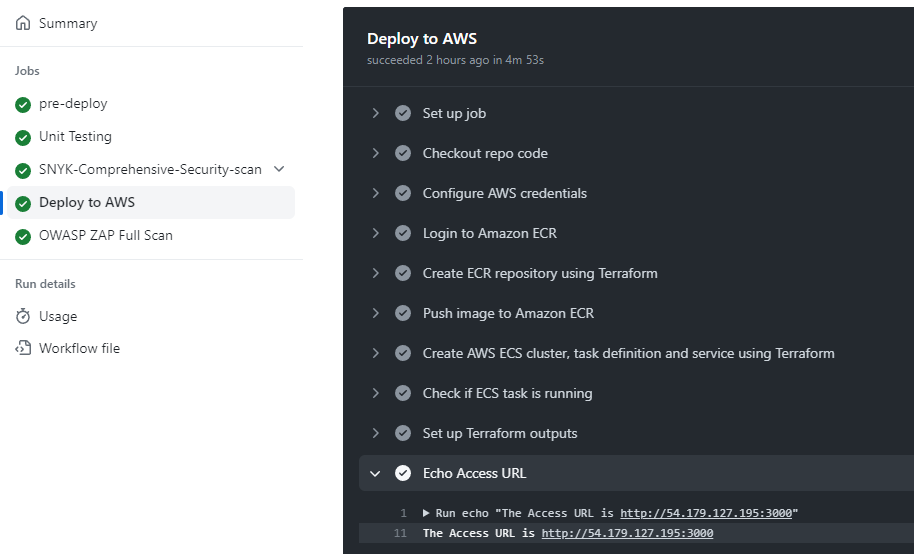 Summary
Jobs
pre-deploy
Unit Testing
SNYK-Comprehensive-Security-scan
Deploy to AWS
OWASP ZAP Full Scan
Run details
Usage
Workflow file
Deploy to AWS
succeeded 2 hours ago in 4m 53s
Set up job
Checkout repo code
Configure AWS credentials
Login to Amazon ECR
Create ECR repository using Terraform
Push image to Amazon ECR
Create AWS ECS cluster, task definition and service using Terraform
Check if ECS task is running
Set up Terraform outputs
Echo Access URL
1 Run echo "The Access URL is http://54.179.127.195:3000"
11 The Access URL is http://54.179.127.195:3000